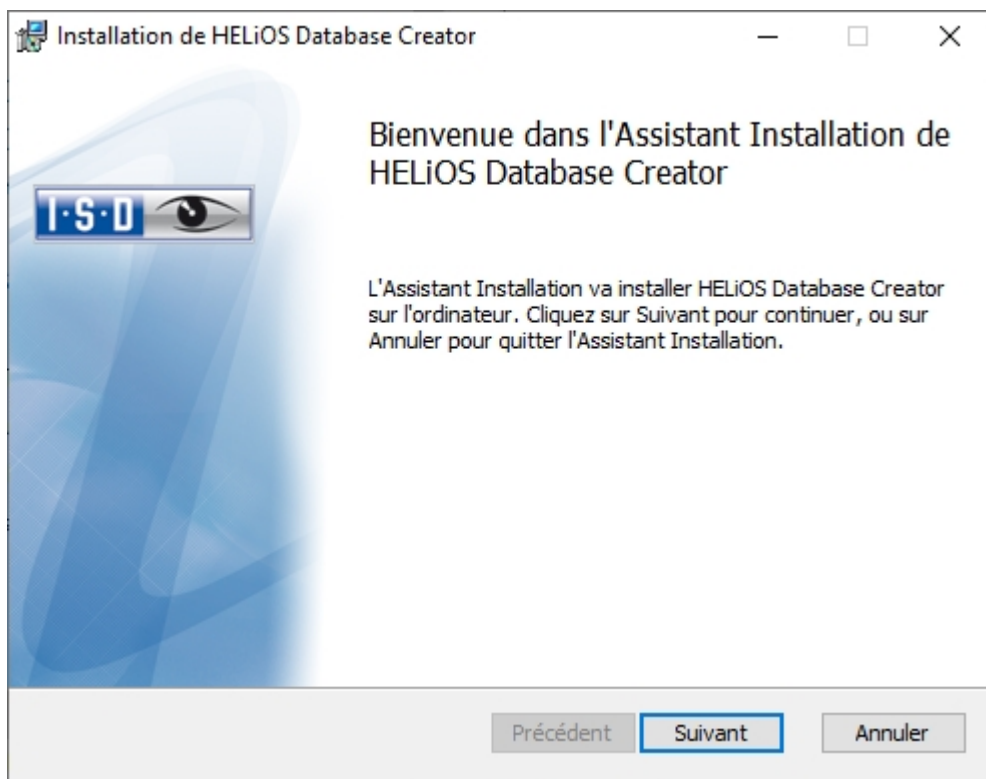 Installation de HELiOS Database Creator
Bienvenue dans l'Assistant Installation de
HELiOS Database Creator
I·S·D
L'Assistant Installation va installer HELiOS Database Creator
sur l'ordinateur. Cliquez sur Suivant pour continuer, ou sur
Annuler pour quitter l'Assistant Installation.
Précédent
Suivant
Annuler